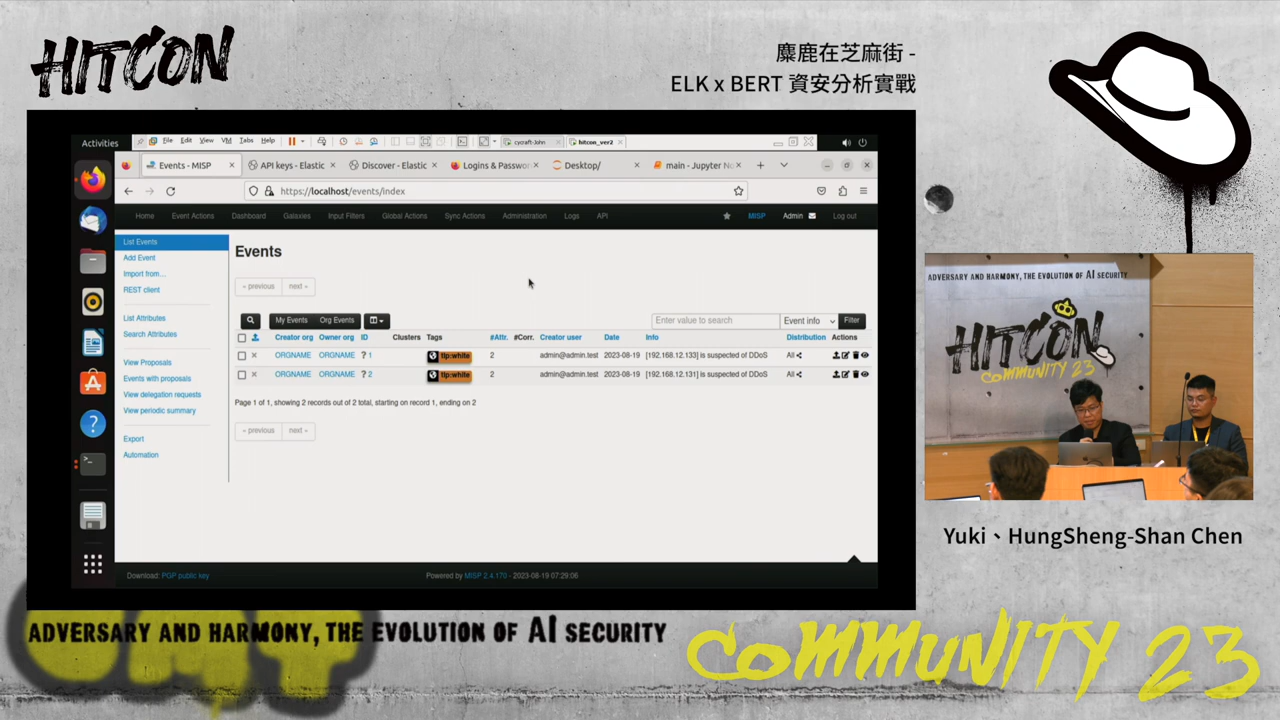 HITCON
麋鹿在芝麻街 -
ELK x BERT 資安分析實戰
Activities
File Edit View VM Tabs Help
cycraft-John
hitcon_ver2
Events - MISP
API keys - Elastic
Discover - Elastic
Logins & Passwor
Desktop/
main - Jupyter No
https://localhost/events/index
Home Event Actions Dashboard Galaxies Input Filters Global Actions Sync Actions Administration Logs API
MISP Admin Log out
List Events
Add Event
Import from...
REST client
List Attributes
Search Attributes
View Proposals
Events with proposals
View delegation requests
View periodic summary
Export
Automation
Events
« previous next »
My Events Org Events
Enter value to search Event info Filter
Creator org Owner org ID Clusters Tags #Attr. #Corr. Creator user Date Info Distribution Actions
ORGNAME ORGNAME ? 1 tlp:white 2 admin@admin.test 2023-08-19 [192.168.12.133] is suspected of DDoS All
ORGNAME ORGNAME ? 2 tlp:white 2 admin@admin.test 2023-08-19 [192.168.12.131] is suspected of DDoS All
Page 1 of 1, showing 2 records out of 2 total, starting on record 1, ending on 2
« previous next »
Download: PGP public key
Powered by MISP 2.4.170 - 2023-08-19 07:29:06
ADVERSARY AND HARMONY, THE EVOLUTION OF AI SECURITY
HITCON
COMMUNITY 23
Yuki、HungSheng-Shan Chen
ADVERSARY AND HARMONY, THE EVOLUTION OF AI SECURITY
COMMUNITY 23